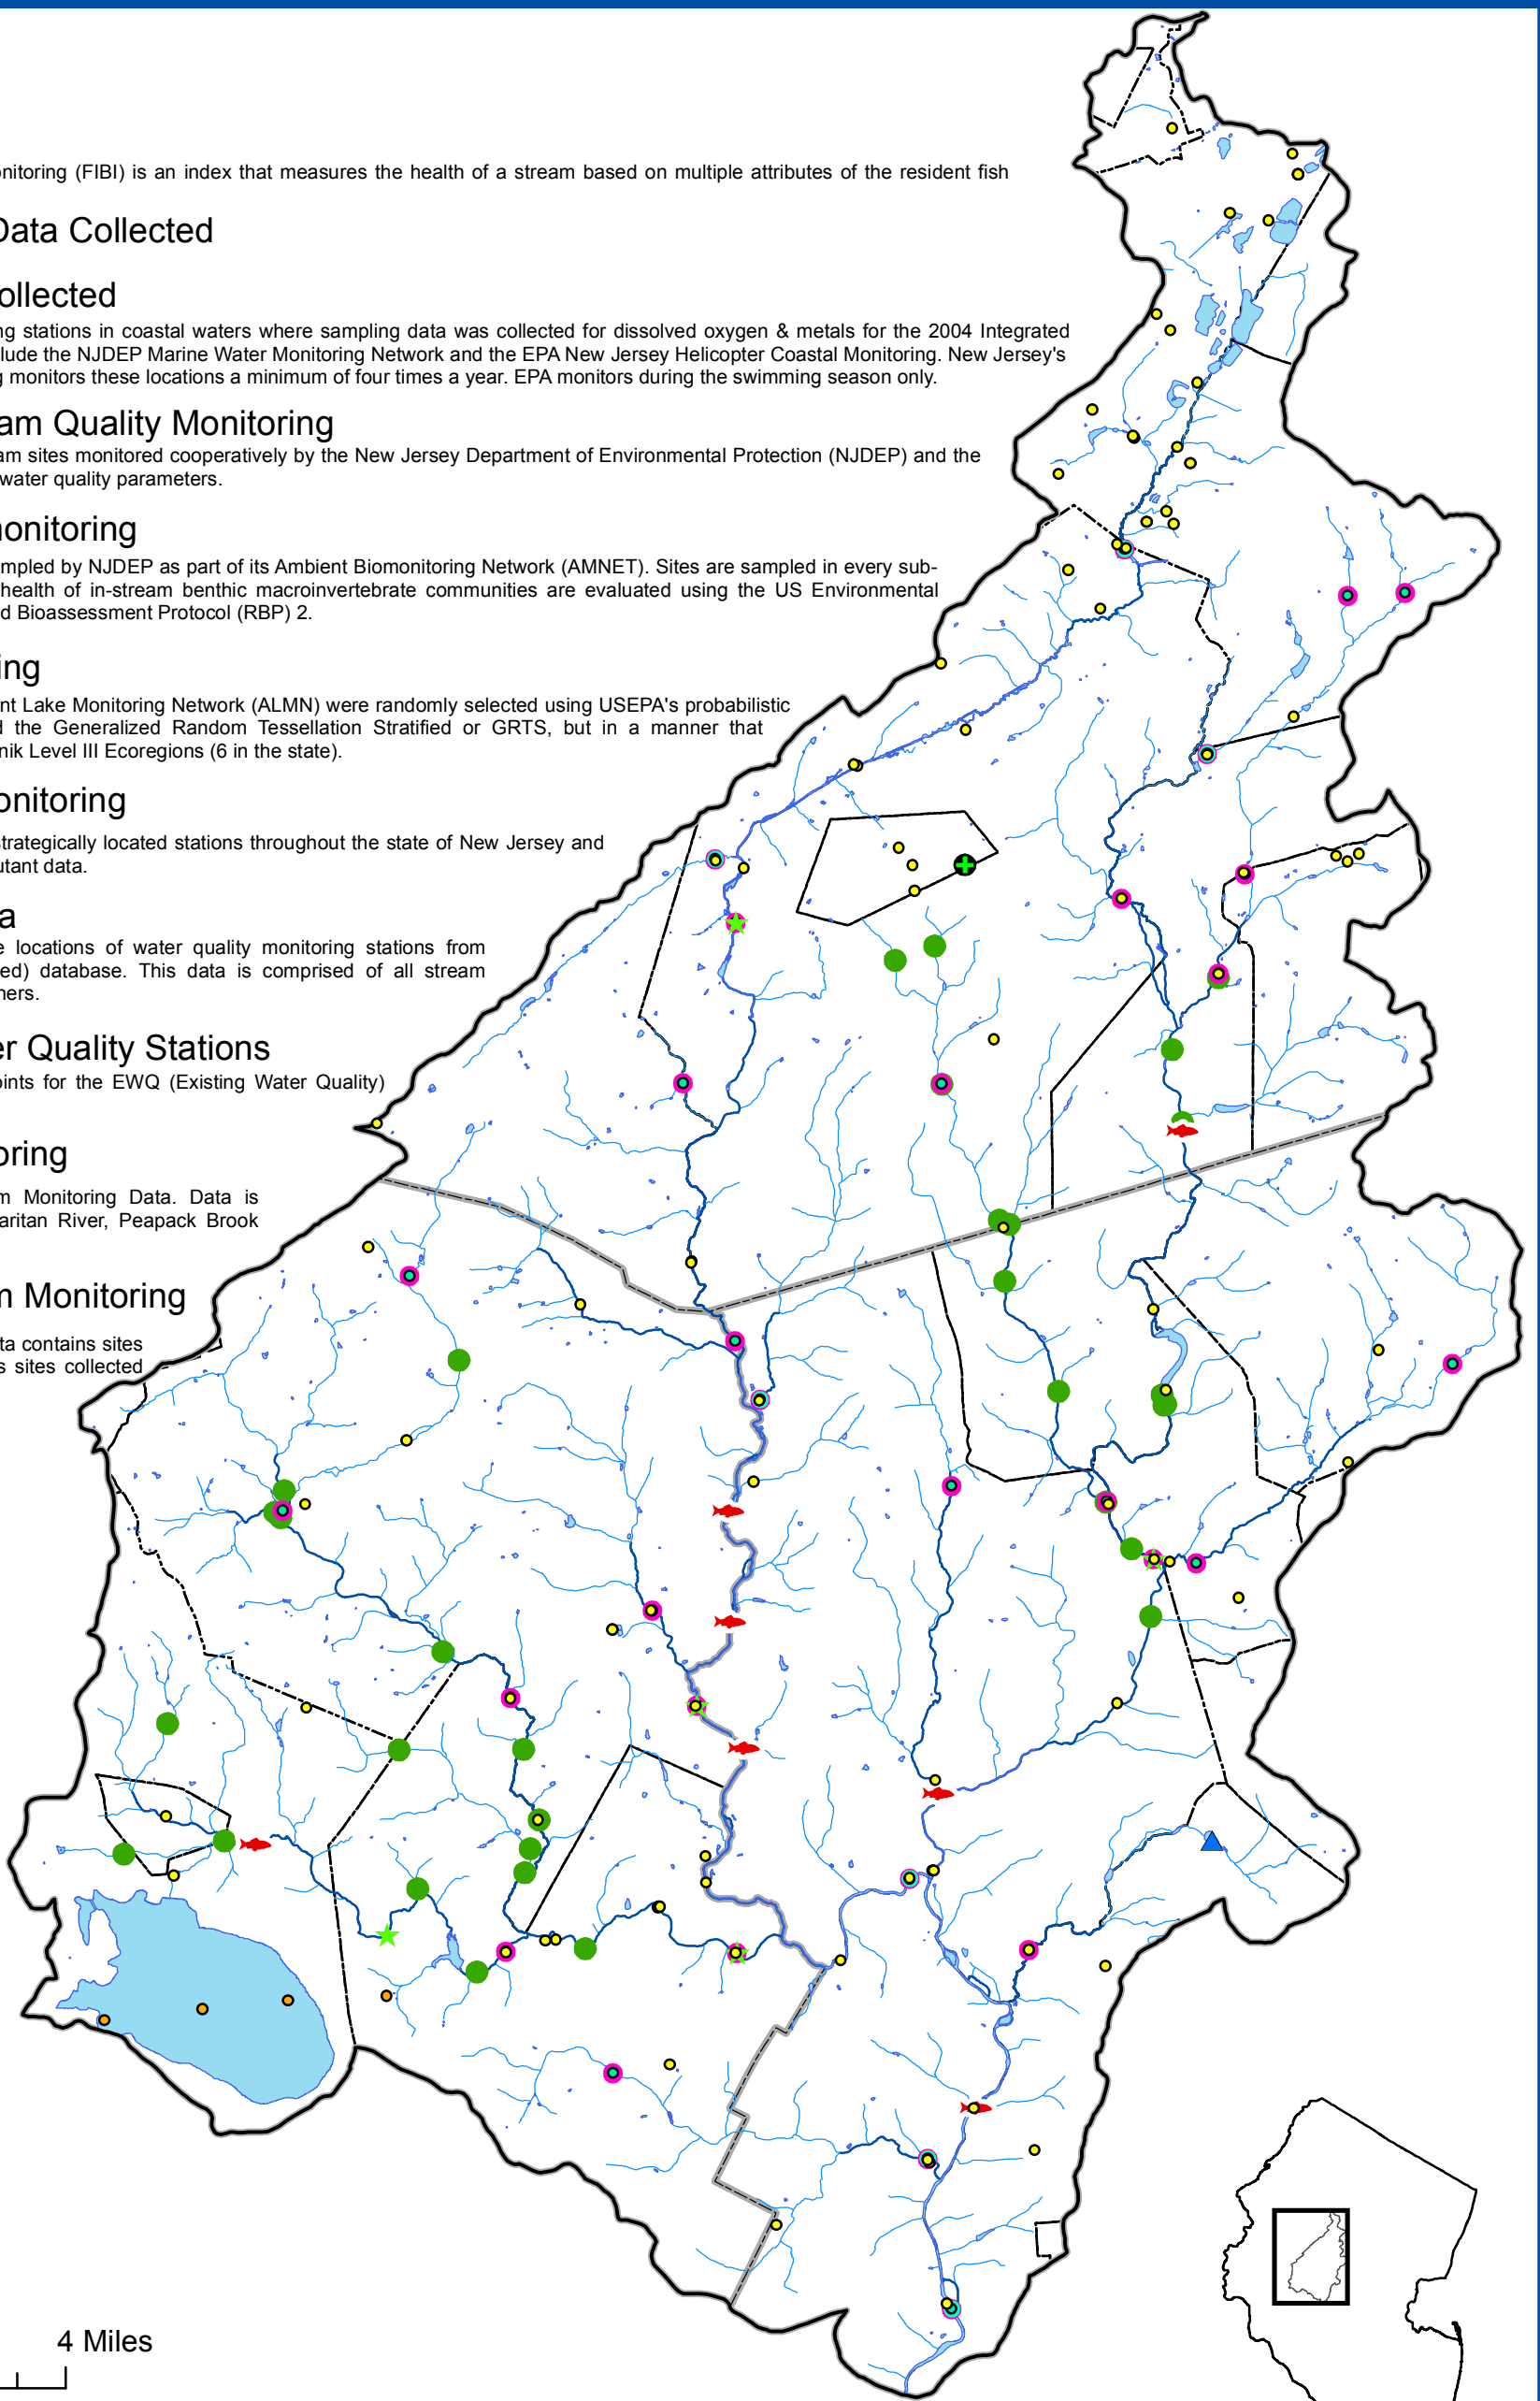 nitoring (FIBI) is an index that measures the health of a stream based on multiple attributes of the resident fish
Data Collected
ollected
ng stations in coastal waters where sampling data was collected for dissolved oxygen & metals for the 2004 Integrated
lude the NJDEP Marine Water Monitoring Network and the EPA New Jersey Helicopter Coastal Monitoring. New Jersey's
g monitors these locations a minimum of four times a year. EPA monitors during the swimming season only.
am Quality Monitoring
am sites monitored cooperatively by the New Jersey Department of Environmental Protection (NJDEP) and the
water quality parameters.
onitoring
mpled by NJDEP as part of its Ambient Biomonitoring Network (AMNET). Sites are sampled in every sub-
health of in-stream benthic macroinvertebrate communities are evaluated using the US Environmental
d Bioassessment Protocol (RBP) 2.
ing
nt Lake Monitoring Network (ALMN) were randomly selected using USEPA's probabilistic
d the Generalized Random Tessellation Stratified or GRTS, but in a manner that
nik Level III Ecoregions (6 in the state).
onitoring
strategically located stations throughout the state of New Jersey and
utant data.
a
e locations of water quality monitoring stations from
ed) database. This data is comprised of all stream
ners.
er Quality Stations
oints for the EWQ (Existing Water Quality)
oring
m Monitoring Data. Data is
aritan River, Peapack Brook
n Monitoring
ta contains sites
s sites collected
4 Miles